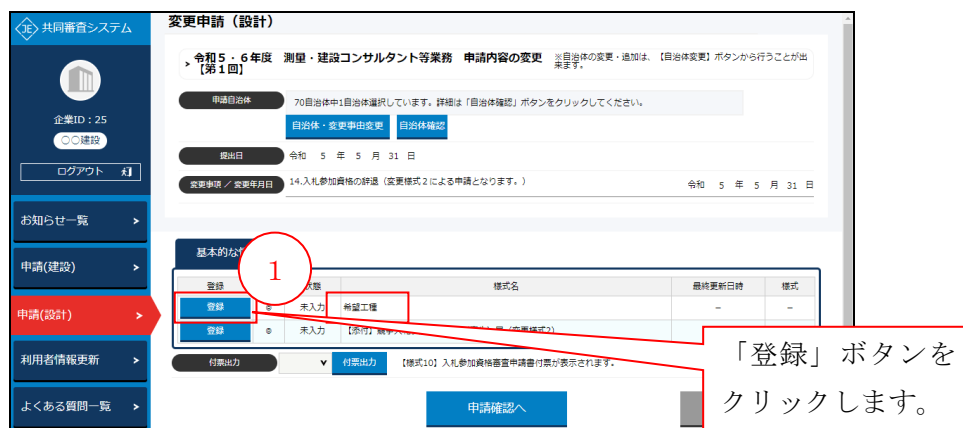 JE 共同審査システム
企業ID:25
〇〇建設
ログアウト
お知らせ一覧 >
申請(建設) >
申請(設計) >
利用者情報更新 >
よくある質問一覧 >
変更申請（設計）
> 令和5・6年度 測量・建設コンサルタント等業務 申請内容の変更 ※自治体の変更・追加は、【自治体変更】ボタンから行うことが出
【第1回】 来ます。
申請自治体 70自治体中1自治体選択しています。詳細は「自治体確認」ボタンをクリックしてください。
自治体・変更事由変更 自治体確認
提出日 令和 5 年 5 月 31 日
変更事項／変更年月日 14.入札参加資格の辞退（変更様式2による申請となります。） 令和 5 年 5 月 31 日
基本的な
1
登録 状態 様式名 最終更新日時 様式
登録 ◎ 未入力 希望工種 － －
登録 ◎ 未入力 【添付】 (変更様式2)
付票出力 ▼ 付票出力 【様式10】入札参加資格審査申請書付票が表示されます。
申請確認へ
「登録」ボタンを
クリックします。